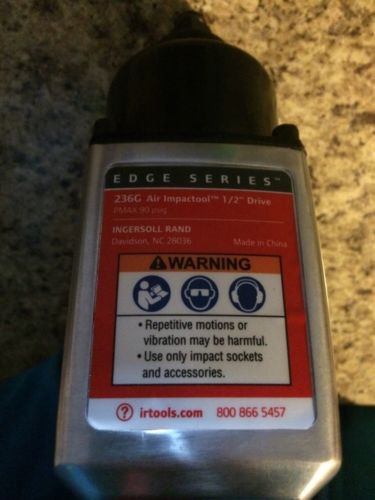 EDGE SERIES™
236G Air Impactool™ 1/2" Drive
PMAX 90 psig
INGERSOLL RAND
Davidson, NC 28036 Made in China
WARNING
• Repetitive motions or
vibration may be harmful.
• Use only impact sockets
and accessories.
? irtools.com 800 866 5457